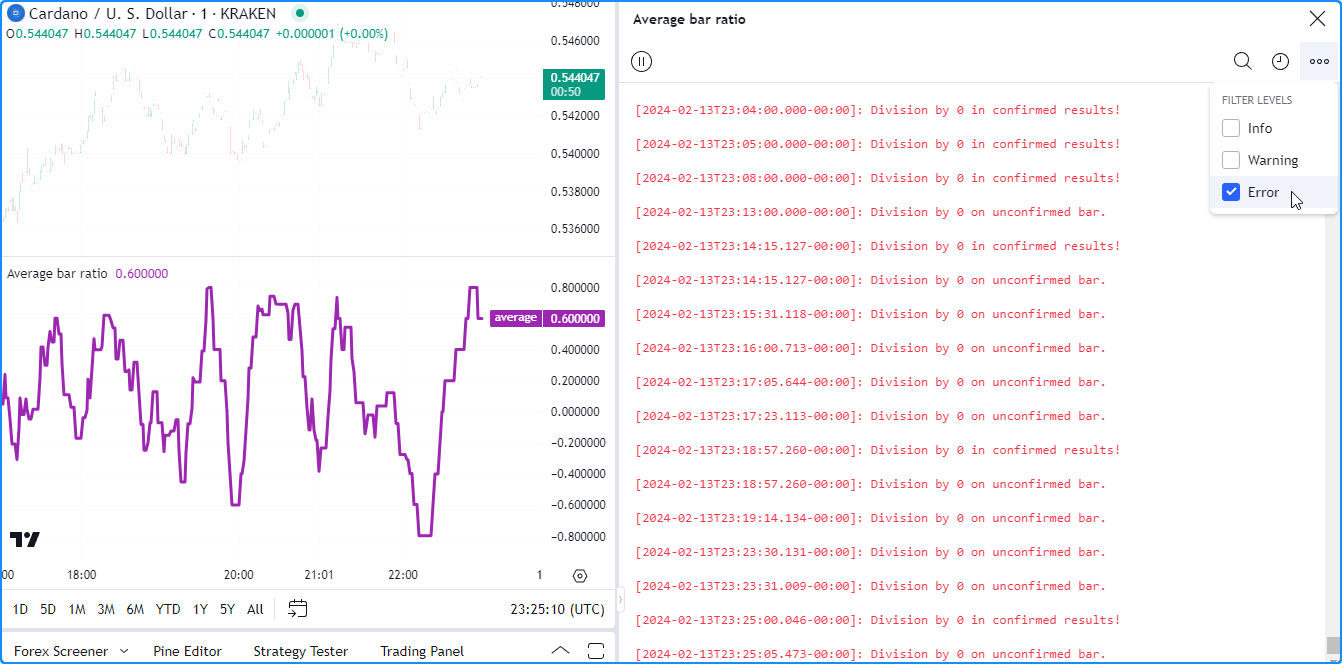 Cardano / U. S. Dollar · 1 · KRAKEN
O0.544047 H0.544047 L0.544047 C0.544047 +0.000001 (+0.00%)
0.548000
0.546000
0.544047
00:50
0.542000
0.540000
0.538000
0.536000
Average bar ratio 0.600000
0.800000
average 0.600000
0.400000
0.200000
0.000000
−0.200000
−0.400000
−0.600000
−0.800000
:00 18:00 20:00 21:01 22:00 1
1D 5D 1M 3M 6M YTD 1Y 5Y All 23:25:10 (UTC)
Forex Screener Pine Editor Strategy Tester Trading Panel
Average bar ratio
FILTER LEVELS
Info
Warning
Error
[2024-02-13T23:04:00.000-00:00]: Division by 0 in confirmed results!
[2024-02-13T23:05:00.000-00:00]: Division by 0 in confirmed results!
[2024-02-13T23:08:00.000-00:00]: Division by 0 in confirmed results!
[2024-02-13T23:13:00.000-00:00]: Division by 0 on unconfirmed bar.
[2024-02-13T23:14:15.127-00:00]: Division by 0 in confirmed results!
[2024-02-13T23:14:15.127-00:00]: Division by 0 on unconfirmed bar.
[2024-02-13T23:15:31.118-00:00]: Division by 0 on unconfirmed bar.
[2024-02-13T23:16:00.713-00:00]: Division by 0 on unconfirmed bar.
[2024-02-13T23:17:05.644-00:00]: Division by 0 on unconfirmed bar.
[2024-02-13T23:17:23.113-00:00]: Division by 0 on unconfirmed bar.
[2024-02-13T23:18:57.260-00:00]: Division by 0 in confirmed results!
[2024-02-13T23:18:57.260-00:00]: Division by 0 on unconfirmed bar.
[2024-02-13T23:19:14.134-00:00]: Division by 0 on unconfirmed bar.
[2024-02-13T23:23:30.131-00:00]: Division by 0 on unconfirmed bar.
[2024-02-13T23:23:31.009-00:00]: Division by 0 on unconfirmed bar.
[2024-02-13T23:25:00.046-00:00]: Division by 0 in confirmed results!
[2024-02-13T23:25:05.473-00:00]: Division by 0 on unconfirmed bar.